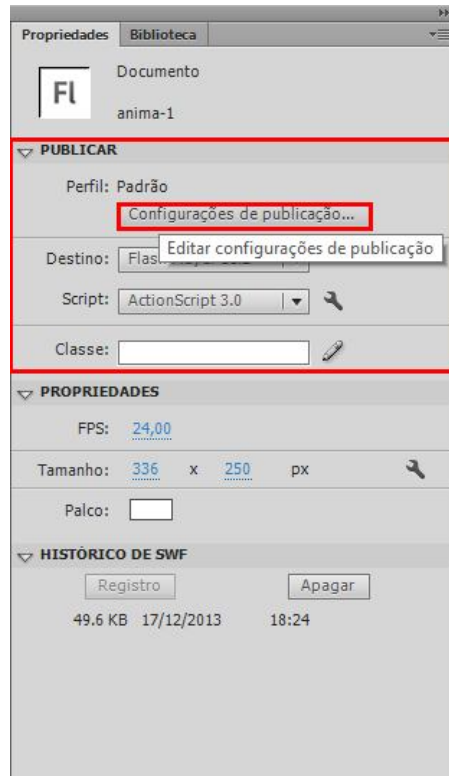 Propriedades Biblioteca
Fl
Documento
anima-1
PUBLICAR
Perfil: Padrão
Configurações de publicação...
Editar configurações de publicação
Destino:
Script: ActionScript 3.0
Classe:
PROPRIEDADES
FPS: 24,00
Tamanho: 336 x 250 px
Palco:
HISTÓRICO DE SWF
Registro Apagar
49.6 KB 17/12/2013 18:24